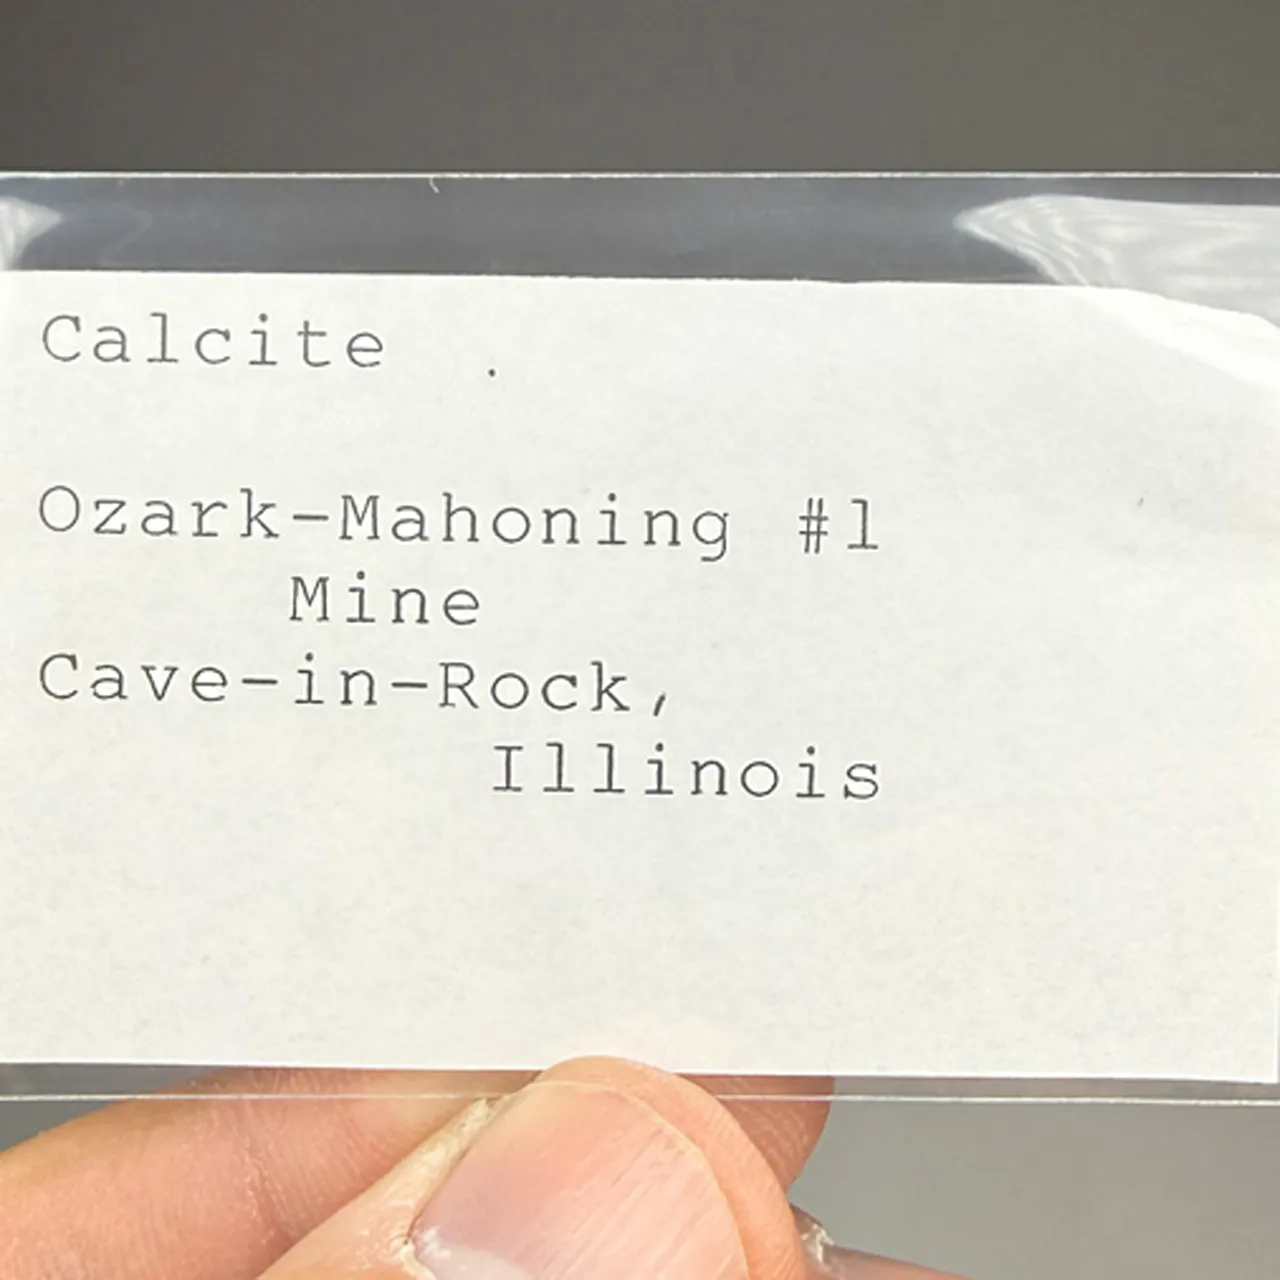 Calcite
Ozark-Mahoning #1
Mine
Cave-in-Rock,
Illinois